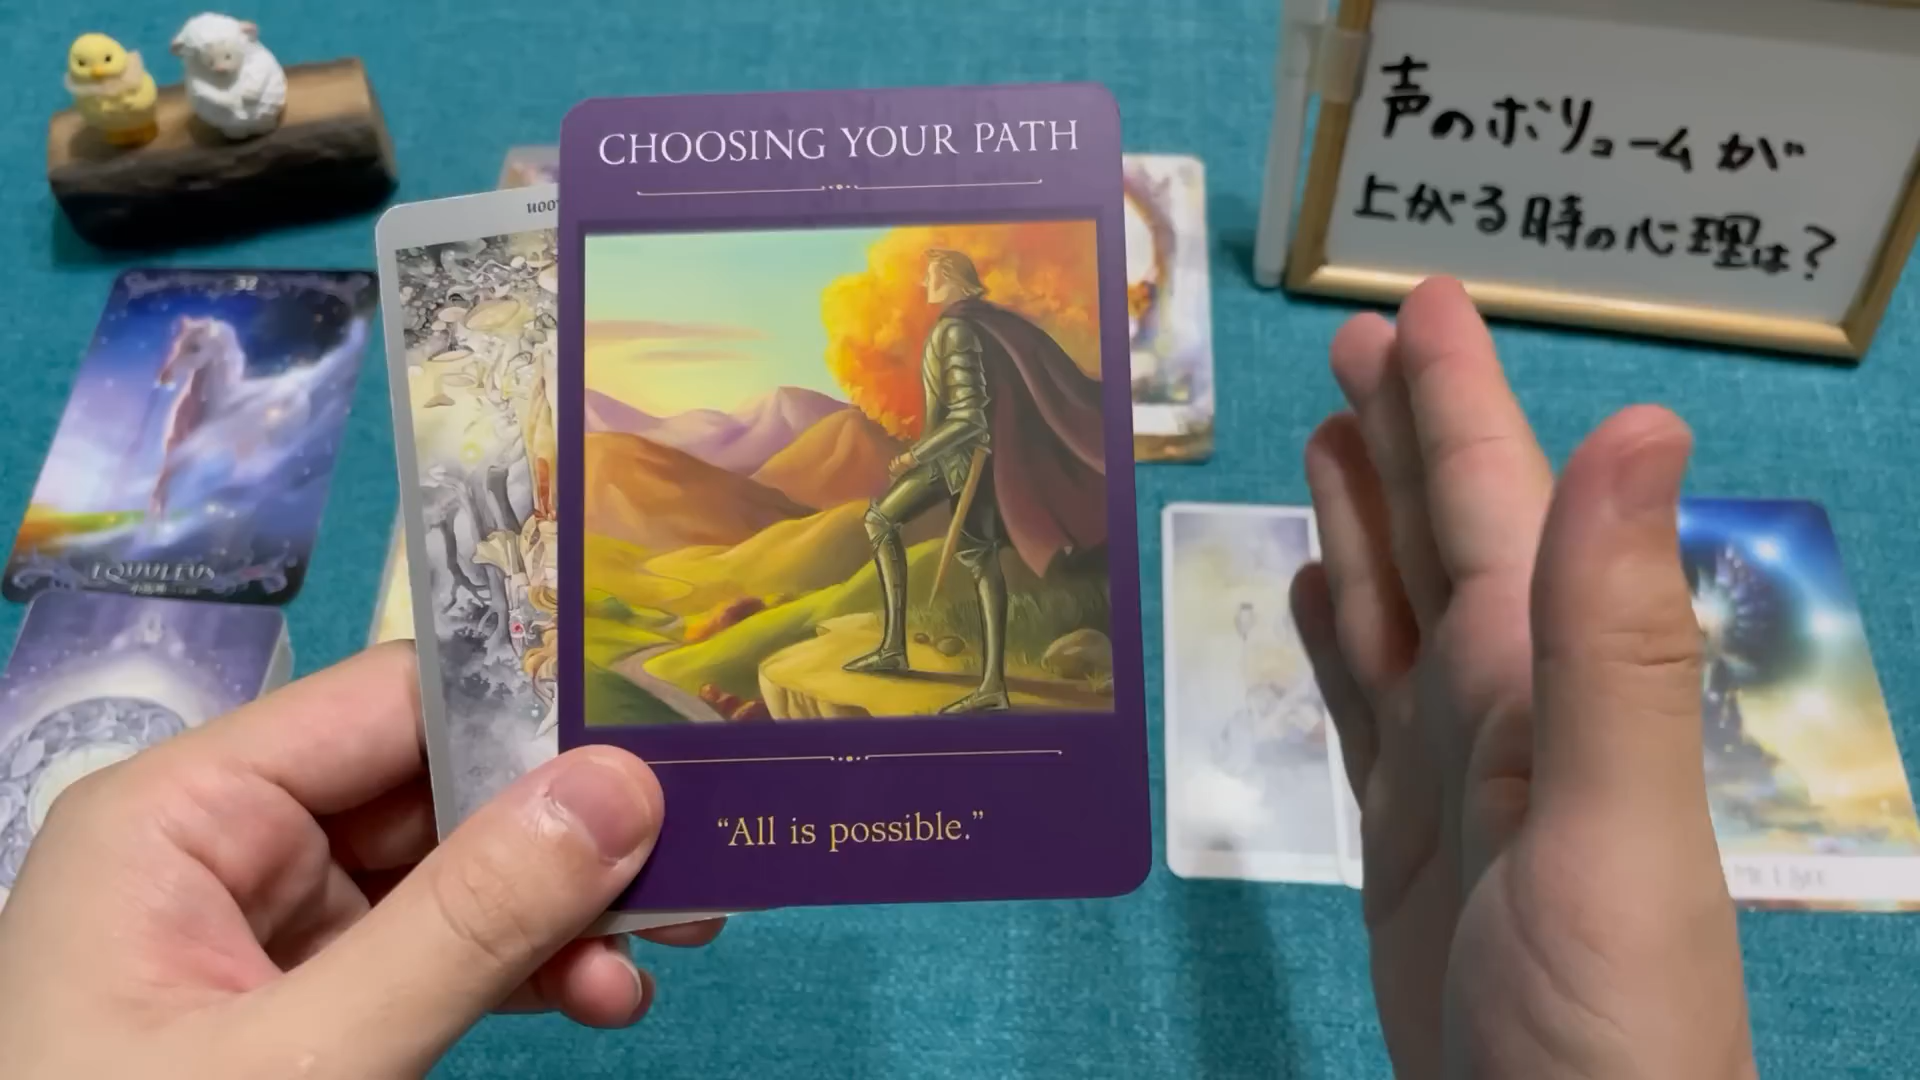 声のボリュームが
上がる時の心理は?
CHOOSING YOUR PATH
“All is possible.”
EQUULEUS